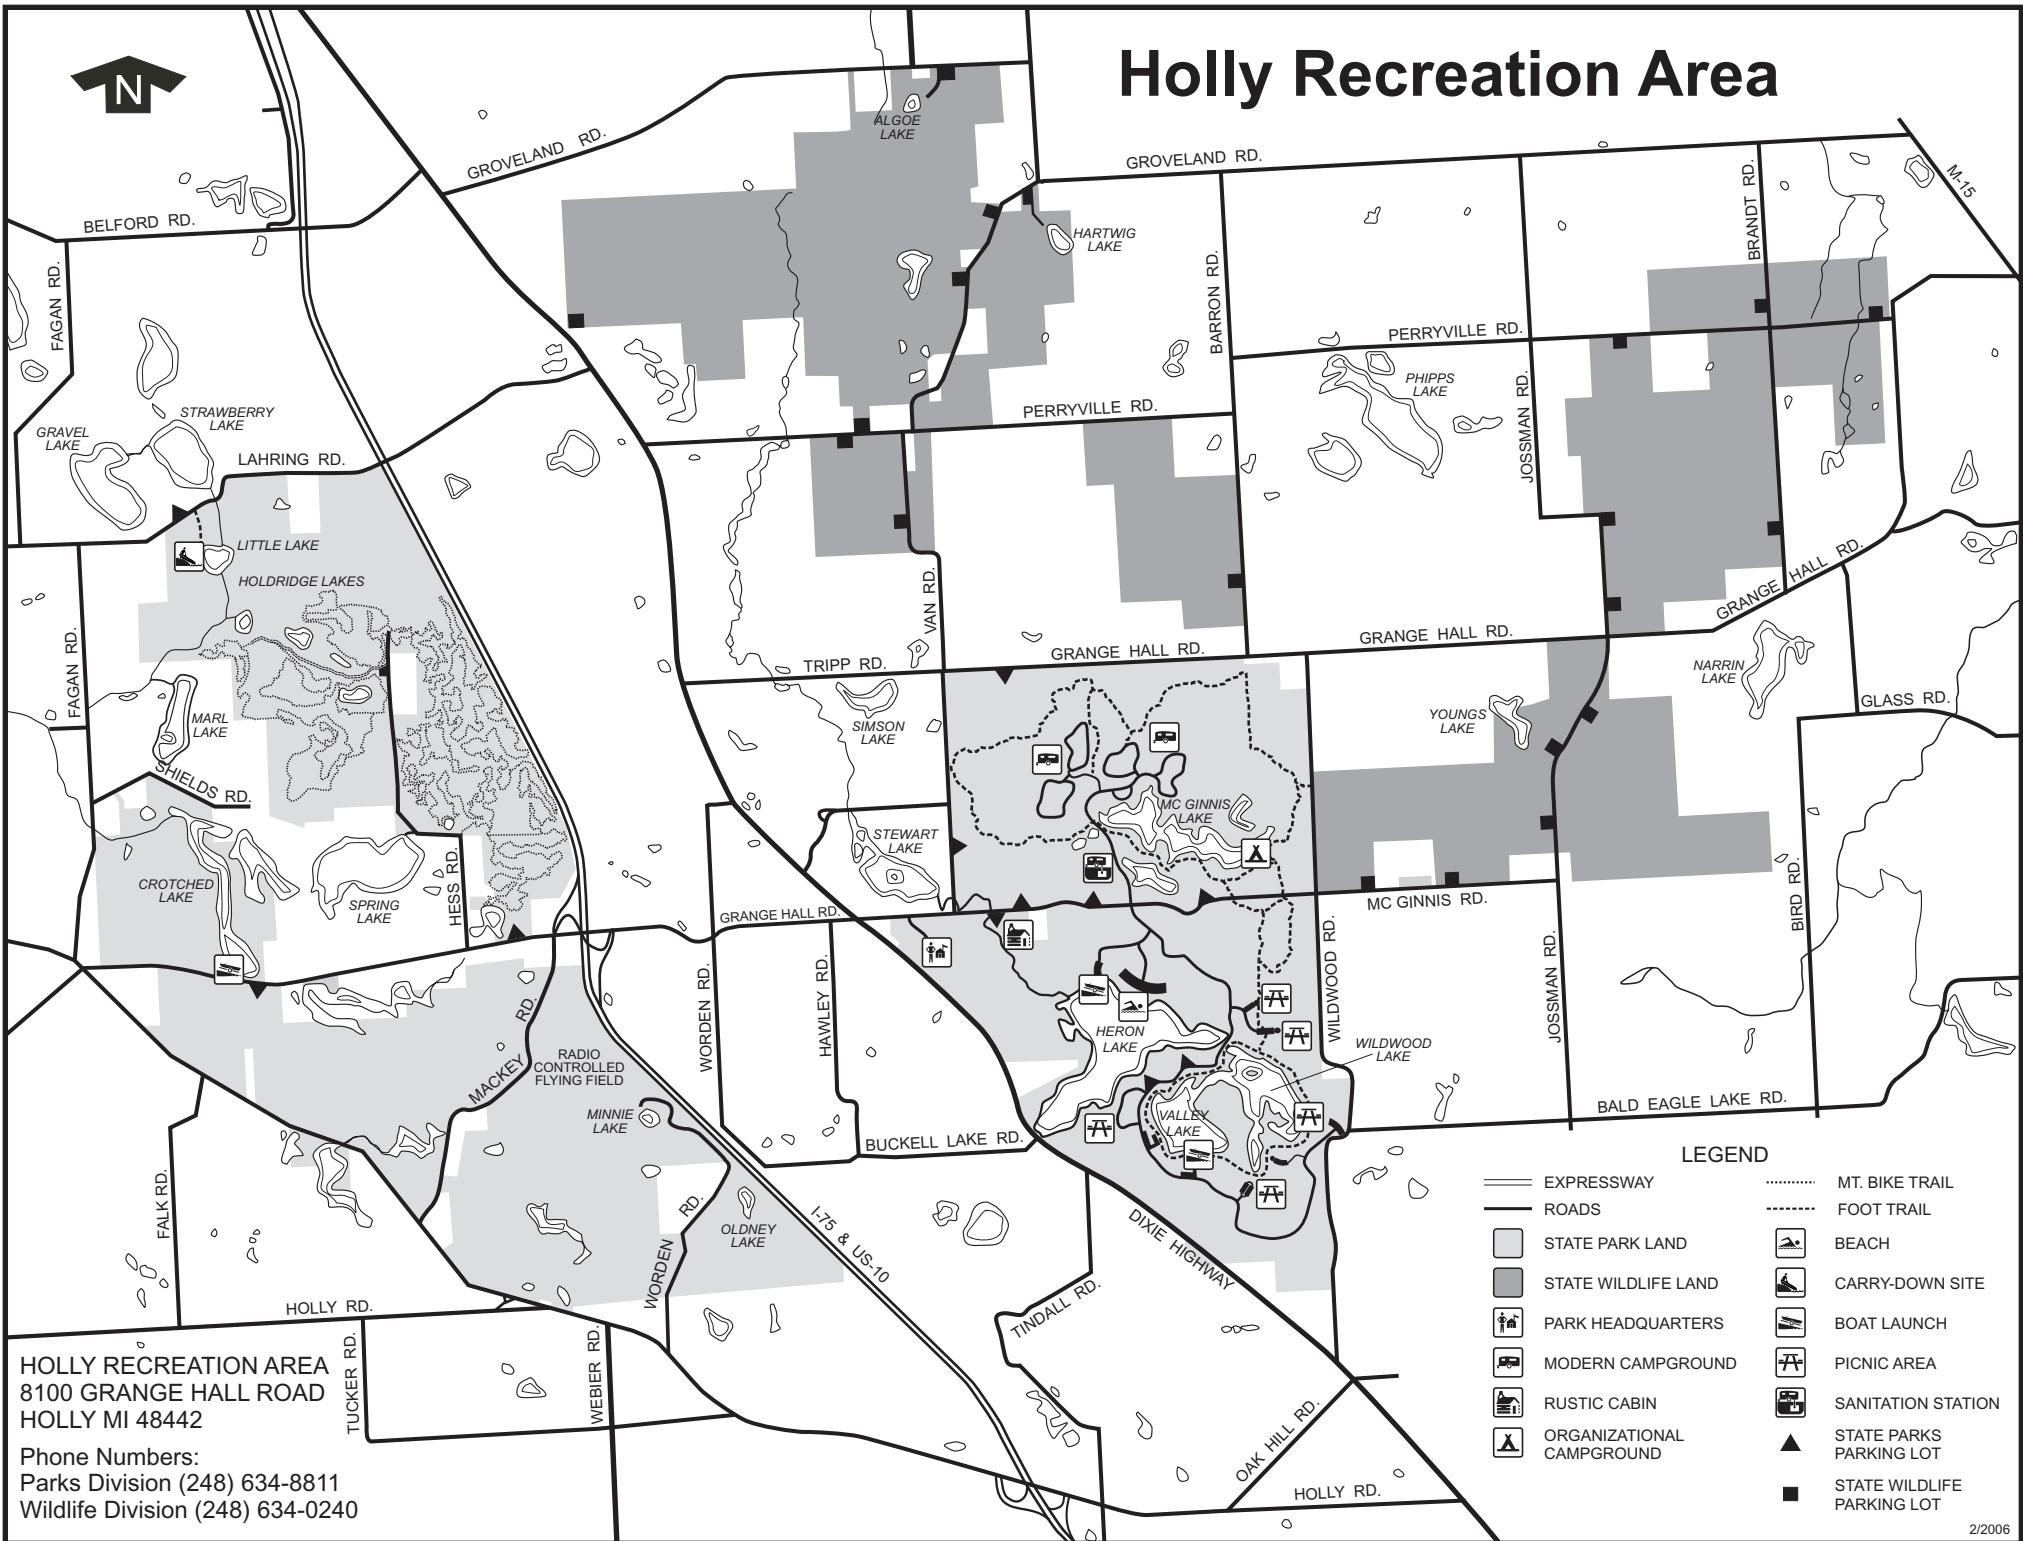 Holly Recreation Area
N
ALGOE
LAKE
GROVELAND RD.
GROVELAND RD.
M-15
BRANDT RD.
BELFORD RD.
HARTWIG
LAKE
FAGAN RD.
BARRON RD.
PERRYVILLE RD.
PHIPPS
LAKE
JOSSMAN RD.
PERRYVILLE RD.
STRAWBERRY
LAKE
GRAVEL
LAKE
LAHRING RD.
LITTLE LAKE
HOLDRIDGE LAKES
GRANGE HALL RD.
VAN RD.
FAGAN RD.
GRANGE HALL RD.
GRANGE HALL RD.
TRIPP RD.
NARRIN
LAKE
GLASS RD.
MARL
LAKE
SIMSON
LAKE
YOUNGS
LAKE
SHIELDS RD.
MC GINNIS
LAKE
STEWART
LAKE
CROTCHED
LAKE
SPRING
LAKE
HESS RD.
GRANGE HALL RD.
MC GINNIS RD.
BIRD RD.
WILDWOOD RD.
JOSSMAN RD.
WORDEN RD.
HAWLEY RD.
HERON
LAKE
WILDWOOD
LAKE
MACKEY RD.
RADIO
CONTROLLED
FLYING FIELD
MINNIE
LAKE
VALLEY
LAKE
BALD EAGLE LAKE RD.
BUCKELL LAKE RD.
FALK RD.
OLDNEY
LAKE
WORDEN RD.
I-75 & US-10
DIXIE HIGHWAY
TINDALL RD.
HOLLY RD.
TUCKER RD.
WEBIER RD.
OAK HILL RD.
HOLLY RD.
LEGEND
EXPRESSWAY
ROADS
STATE PARK LAND
STATE WILDLIFE LAND
PARK HEADQUARTERS
MODERN CAMPGROUND
RUSTIC CABIN
ORGANIZATIONAL
CAMPGROUND
MT. BIKE TRAIL
FOOT TRAIL
BEACH
CARRY-DOWN SITE
BOAT LAUNCH
PICNIC AREA
SANITATION STATION
STATE PARKS
PARKING LOT
STATE WILDLIFE
PARKING LOT
HOLLY RECREATION AREA
8100 GRANGE HALL ROAD
HOLLY MI 48442
Phone Numbers:
Parks Division (248) 634-8811
Wildlife Division (248) 634-0240
2/2006